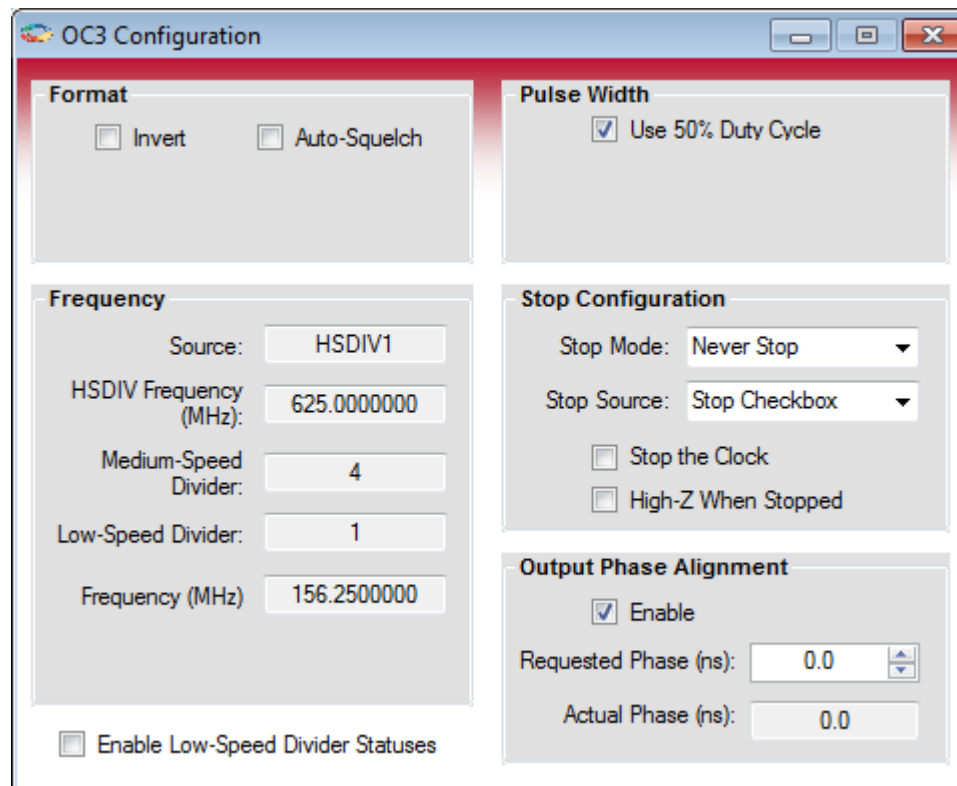 OC3 Configuration
Format
Invert
Auto-Squelch
Pulse Width
Use 50% Duty Cycle
Frequency
Source: HSDIV1
HSDIV Frequency
(MHz): 625.0000000
Medium-Speed
Divider: 4
Low-Speed Divider: 1
Frequency (MHz) 156.2500000
Enable Low-Speed Divider Statuses
Stop Configuration
Stop Mode: Never Stop
Stop Source: Stop Checkbox
Stop the Clock
High-Z When Stopped
Output Phase Alignment
Enable
Requested Phase (ns): 0.0
Actual Phase (ns): 0.0